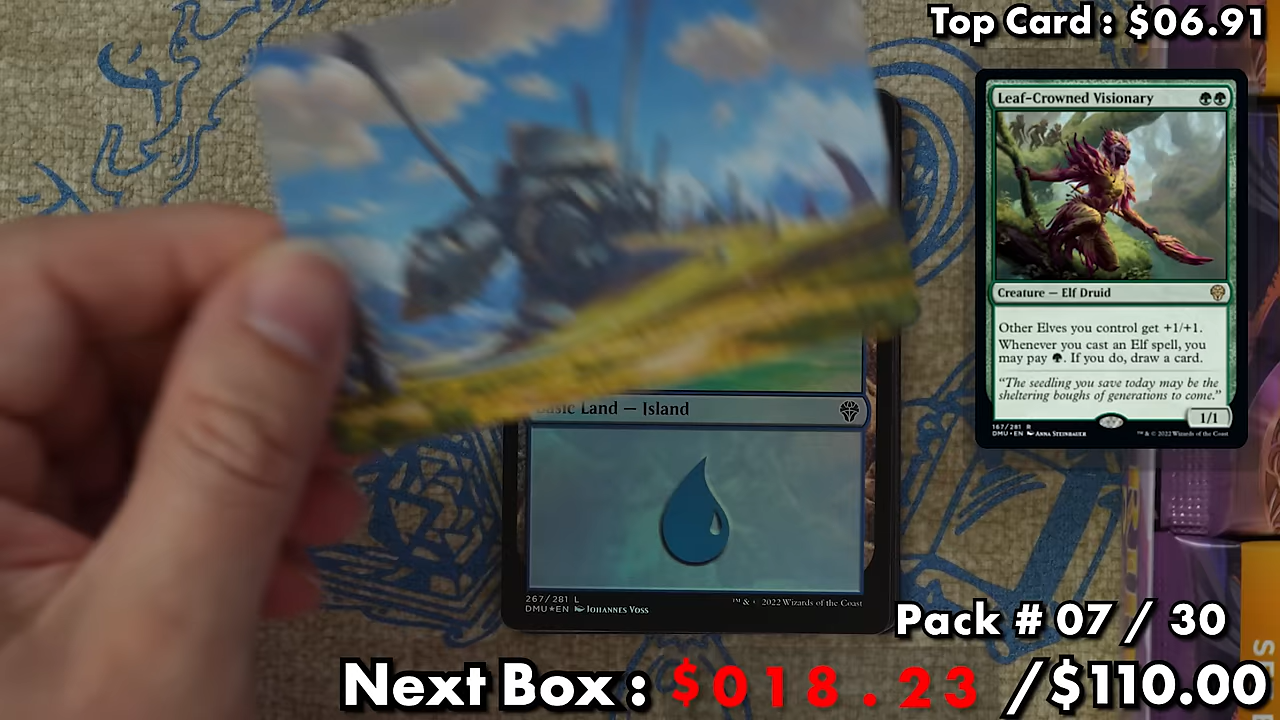 Top Card : $06.91
Leaf-Crowned Visionary
Creature — Elf Druid
Other Elves you control get +1/+1.
Whenever you cast an Elf spell, you
may pay . If you do, draw a card.
"The seedling you save today may be the
sheltering boughs of generations to come."
1/1
167/281 R
DMU • EN Anna Steinbauer
™ & © 2022 Wizards of the Coast
Land — Island
267/281 L
DMU★EN Johannes Voss
™ & 2022 Wizards of the Coast
Pack # 07 / 30
Next Box : $018.23 /$110.00